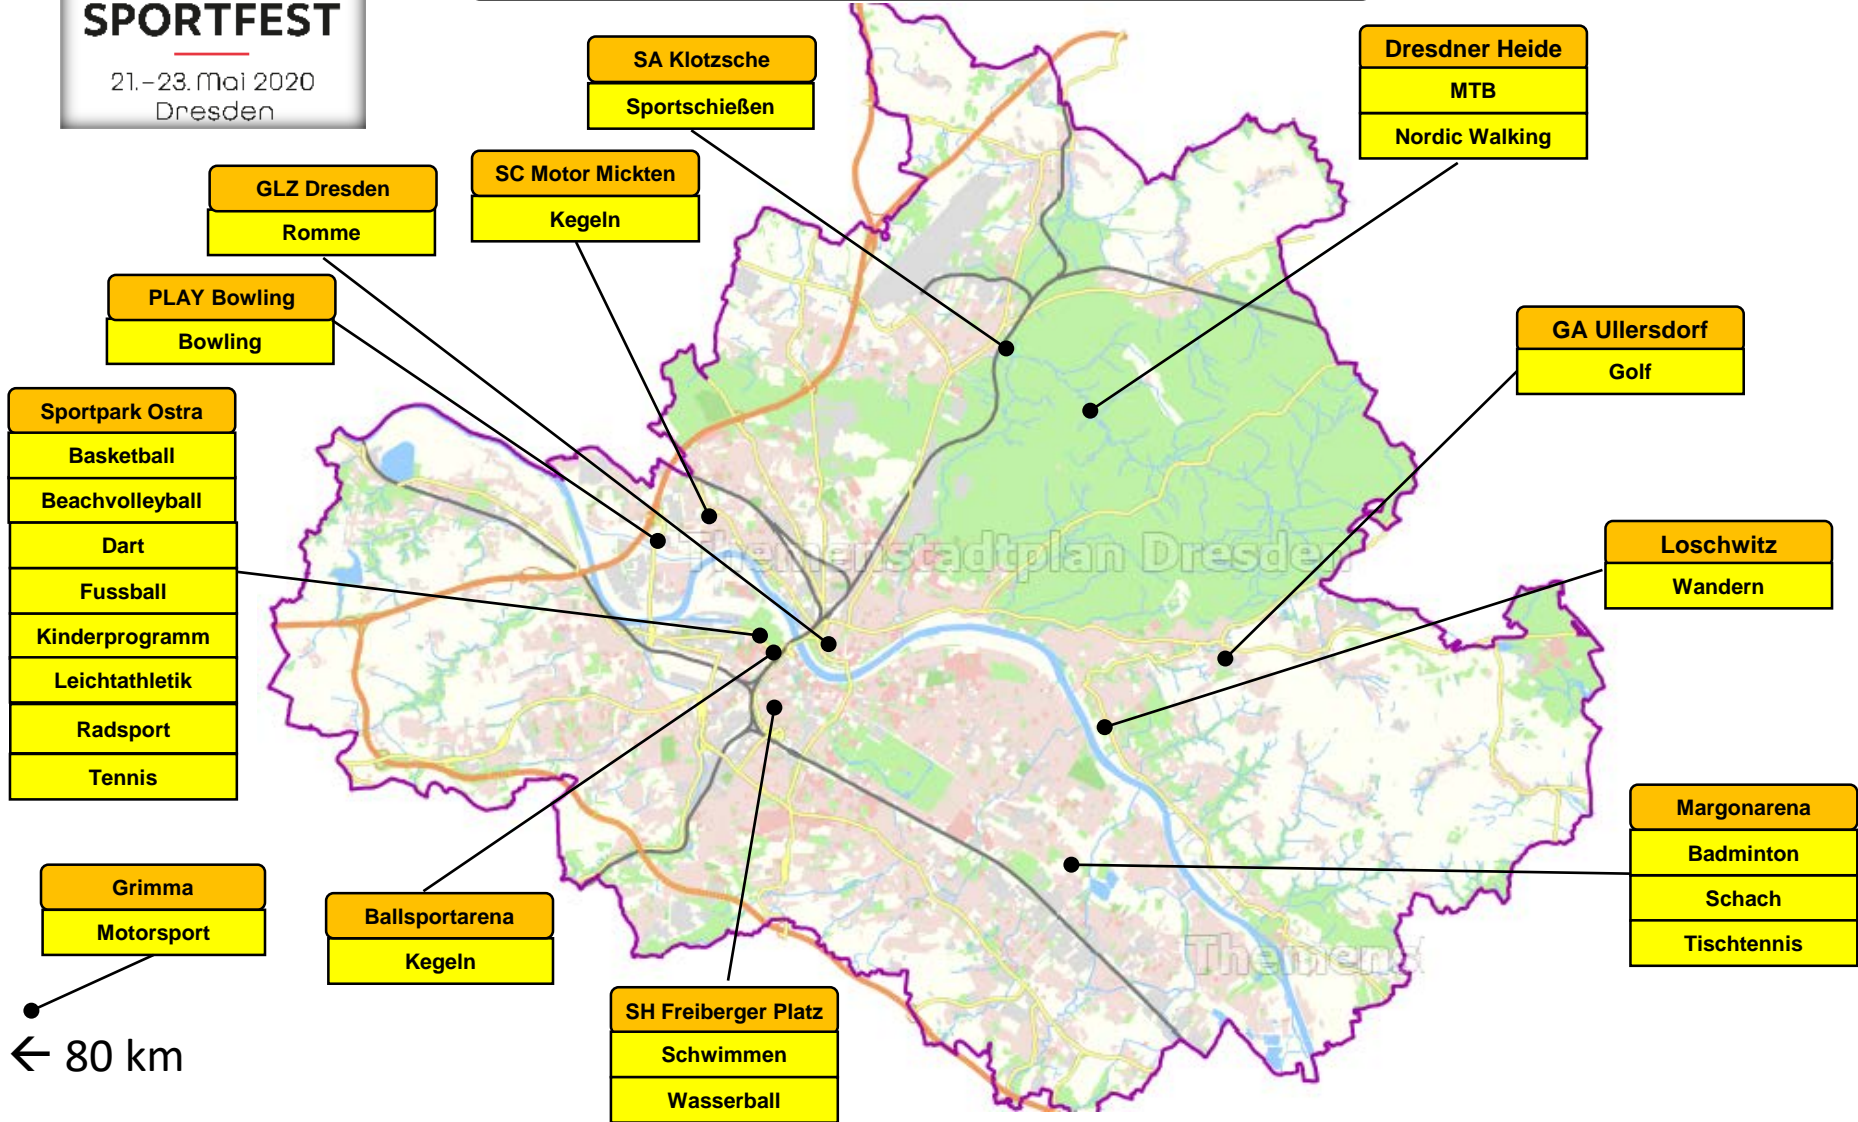 SPORTFEST
21.–23. Mai 2020
Dresden
SA Klotzsche
Sportschießen
Dresdner Heide
MTB
Nordic Walking
GLZ Dresden
Romme
SC Motor Mickten
Kegeln
PLAY Bowling
Bowling
GA Ullersdorf
Golf
Sportpark Ostra
Basketball
Beachvolleyball
Dart
Fussball
Kinderprogramm
Leichtathletik
Radsport
Tennis
Themenstadtplan Dresden
Loschwitz
Wandern
Margonarena
Badminton
Schach
Tischtennis
Grimma
Motorsport
← 80 km
Ballsportarena
Kegeln
Themens
SH Freiberger Platz
Schwimmen
Wasserball